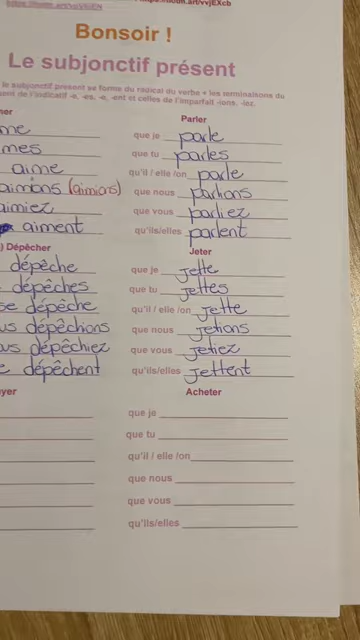 Bonsoir !
Le subjonctif présent
le subjonctif présent se forme du radical du verbe + les terminaisons du
de l'indicatif -e, -es, -e, -ent et celles de l'imparfait -ions, -iez.
Parler
me que je parle
mes que tu parles
aime qu'il / elle /on parle
aimions (aimions) que nous parlions
aimiez que vous parliez
aiment qu'ils/elles parlent
) Dépêcher Jeter
dépêche que je jette
dépêches que tu jettes
se dépêche qu'il / elle /on jette
us dépêchions que nous jetions
us dépêchiez que vous jetiez
e dépêchent qu'ils/elles jettent
yer Acheter
que je
que tu
qu'il / elle /on
que nous
que vous
qu'ils/elles